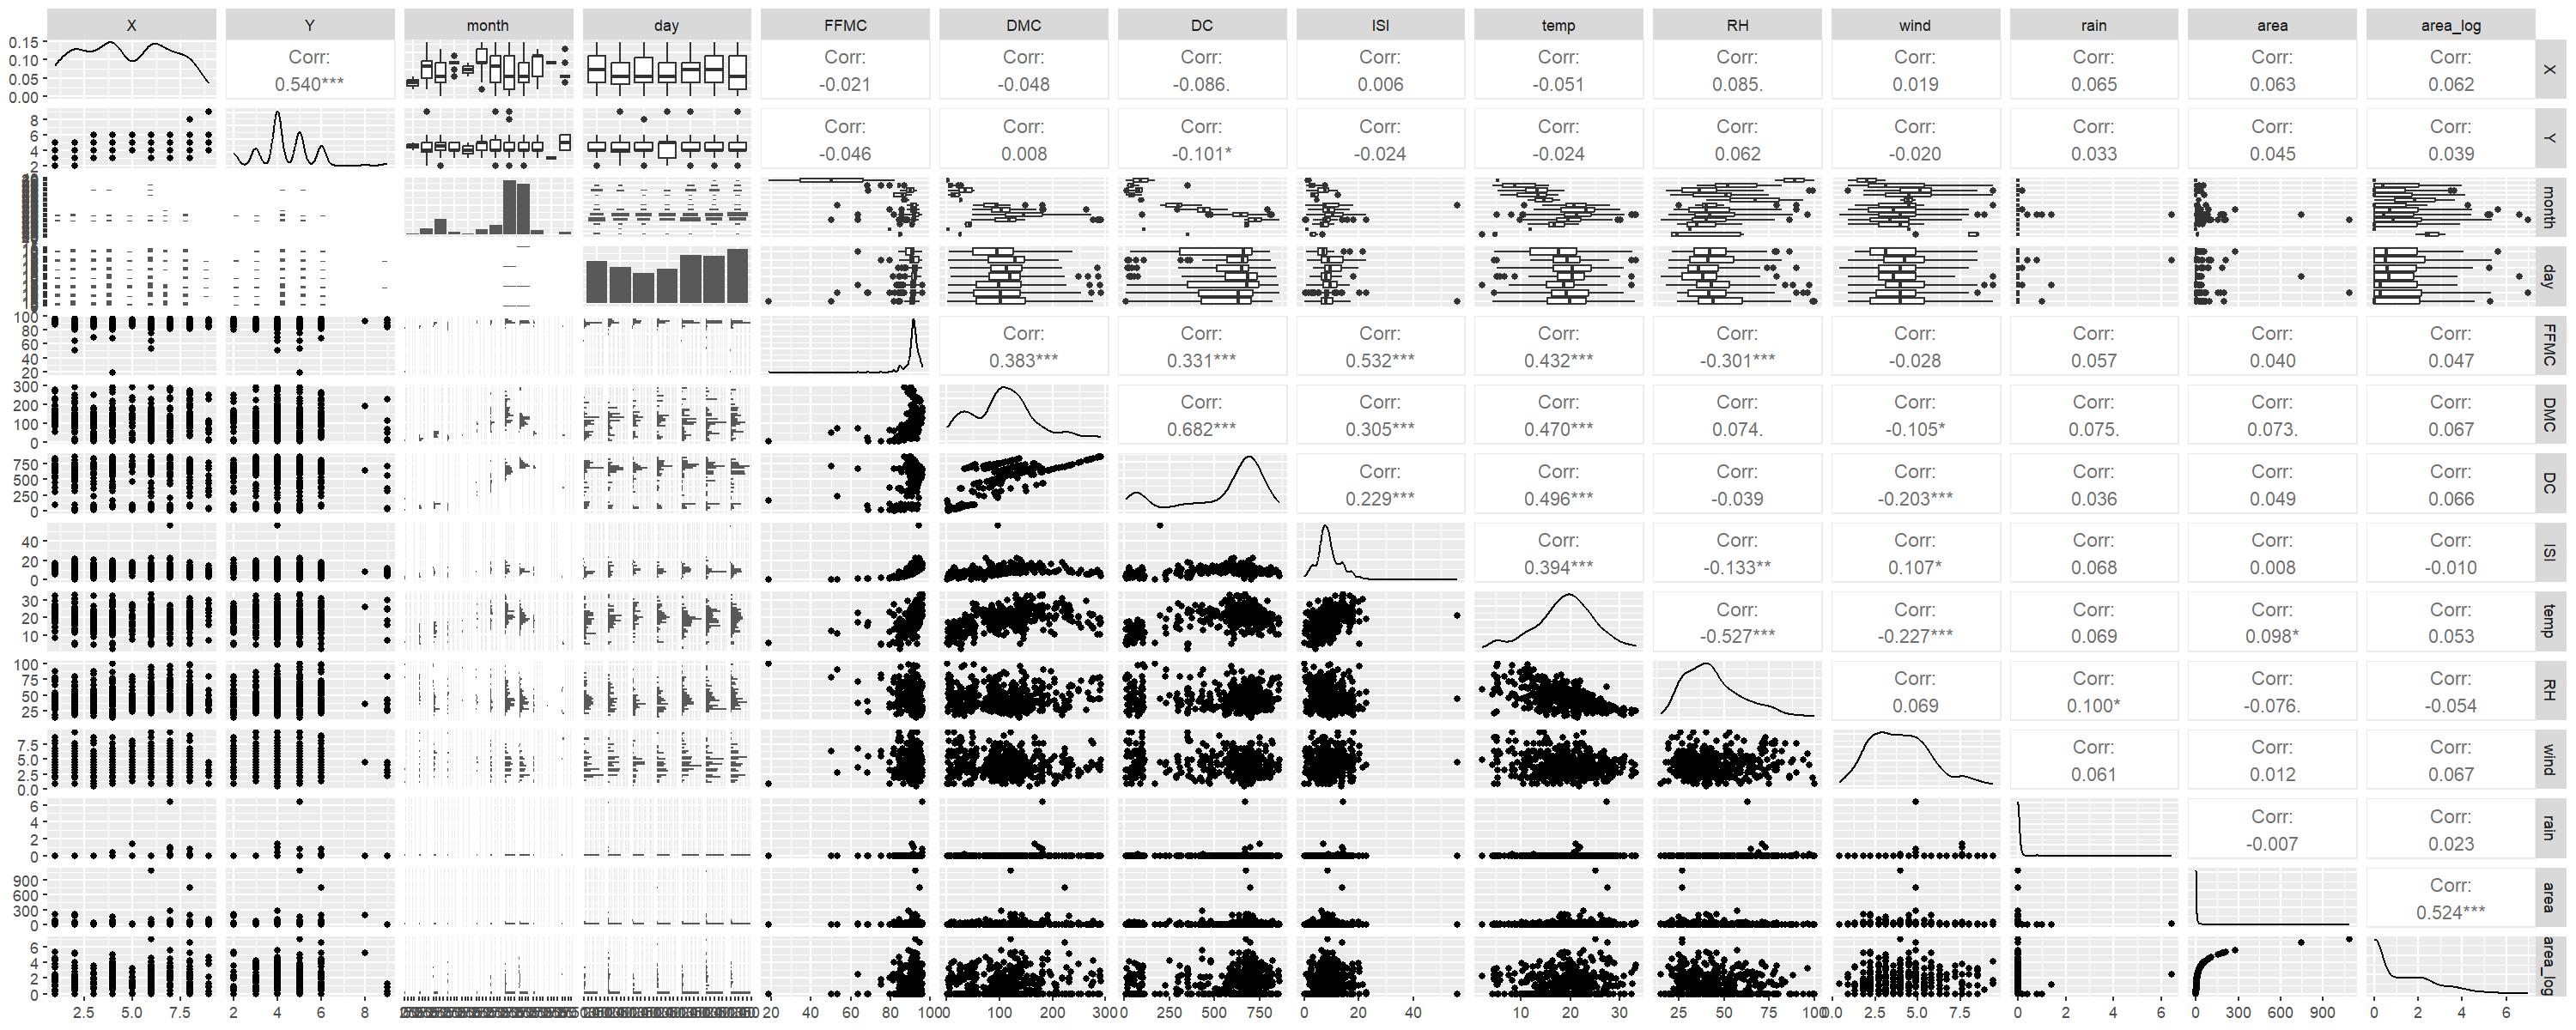 X Y month day FFMC DMC DC ISI temp RH wind rain area area_log
0.15
0.10
0.05
0.00
Corr:
0.540***
Corr:
-0.021
Corr:
-0.048
Corr:
-0.086.
Corr:
0.006
Corr:
-0.051
Corr:
0.085.
Corr:
0.019
Corr:
0.065
Corr:
0.063
Corr:
0.062
X
8
6
4
2
Corr:
-0.046
Corr:
0.008
Corr:
-0.101*
Corr:
-0.024
Corr:
-0.024
Corr:
0.062
Corr:
-0.020
Corr:
0.033
Corr:
0.045
Corr:
0.039
Y
month
day
100
80
60
40
20
Corr:
0.383***
Corr:
0.331***
Corr:
0.532***
Corr:
0.432***
Corr:
-0.301***
Corr:
-0.028
Corr:
0.057
Corr:
0.040
Corr:
0.047
FFMC
300
200
100
0
Corr:
0.682***
Corr:
0.305***
Corr:
0.470***
Corr:
0.074.
Corr:
-0.105*
Corr:
0.075.
Corr:
0.073.
Corr:
0.067
DMC
750
500
250
0
Corr:
0.229***
Corr:
0.496***
Corr:
-0.039
Corr:
-0.203***
Corr:
0.036
Corr:
0.049
Corr:
0.066
DC
40
20
0
Corr:
0.394***
Corr:
-0.133**
Corr:
0.107*
Corr:
0.068
Corr:
0.008
Corr:
-0.010
ISI
30
20
10
Corr:
-0.527***
Corr:
-0.227***
Corr:
0.069
Corr:
0.098*
Corr:
0.053
temp
100
75
50
25
Corr:
0.069
Corr:
0.100*
Corr:
-0.076.
Corr:
-0.054
RH
7.5
5.0
2.5
0.0
Corr:
0.061
Corr:
0.012
Corr:
0.067
wind
6
4
2
0
Corr:
-0.007
Corr:
0.023
rain
900
600
300
0
Corr:
0.524***
area
6
4
2
0
area_log
2.5 5.0 7.5 2 4 6 8 20 40 60 80 100 0 100 200 300 0 250 500 750 0 20 40 10 20 30 25 50 75 100 0.0 2.5 5.0 7.5 0 2 4 6 0 300 600 900 0 2 4 6